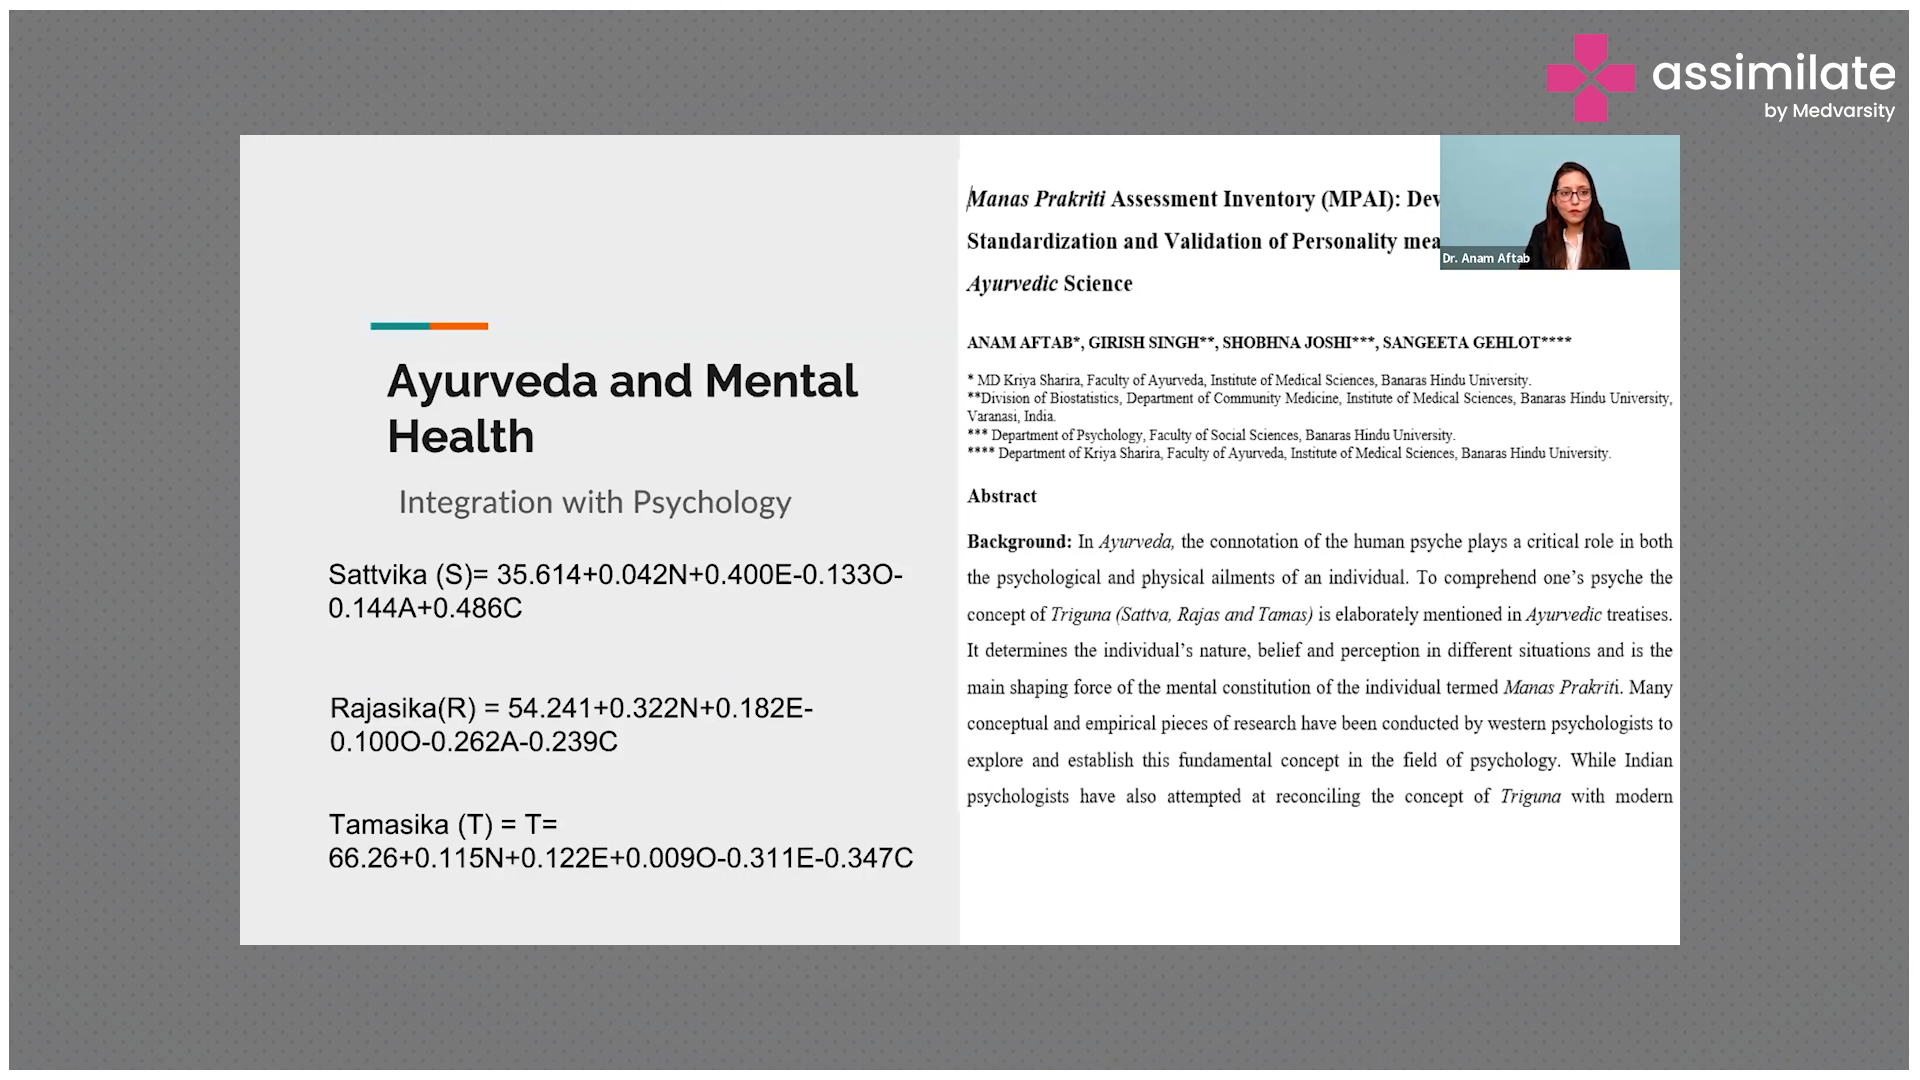 assimilate
by Medvarsity
Ayurveda and Mental
Health
Integration with Psychology
Sattvika (S)= 35.614+0.042N+0.400E-0.133O-
0.144A+0.486C
Rajasika(R) = 54.241+0.322N+0.182E-
0.100O-0.262A-0.239C
Tamasika (T) = T=
66.26+0.115N+0.122E+0.009O-0.311E-0.347C
Manas Prakriti Assessment Inventory (MPAI): Dev
Standardization and Validation of Personality mea
Ayurvedic Science
Dr. Anam Aftab
ANAM AFTAB*, GIRISH SINGH**, SHOBHNA JOSHI***, SANGEETA GEHLOT****
* MD Kriya Sharira, Faculty of Ayurveda, Institute of Medical Sciences, Banaras Hindu University.
**Division of Biostatistics, Department of Community Medicine, Institute of Medical Sciences, Banaras Hindu University,
Varanasi, India.
*** Department of Psychology, Faculty of Social Sciences, Banaras Hindu University.
**** Department of Kriya Sharira, Faculty of Ayurveda, Institute of Medical Sciences, Banaras Hindu University.
Abstract
Background: In Ayurveda, the connotation of the human psyche plays a critical role in both
the psychological and physical ailments of an individual. To comprehend one's psyche the
concept of Triguna (Sattva, Rajas and Tamas) is elaborately mentioned in Ayurvedic treatises.
It determines the individual's nature, belief and perception in different situations and is the
main shaping force of the mental constitution of the individual termed Manas Prakriti. Many
conceptual and empirical pieces of research have been conducted by western psychologists to
explore and establish this fundamental concept in the field of psychology. While Indian
psychologists have also attempted at reconciling the concept of Triguna with modern